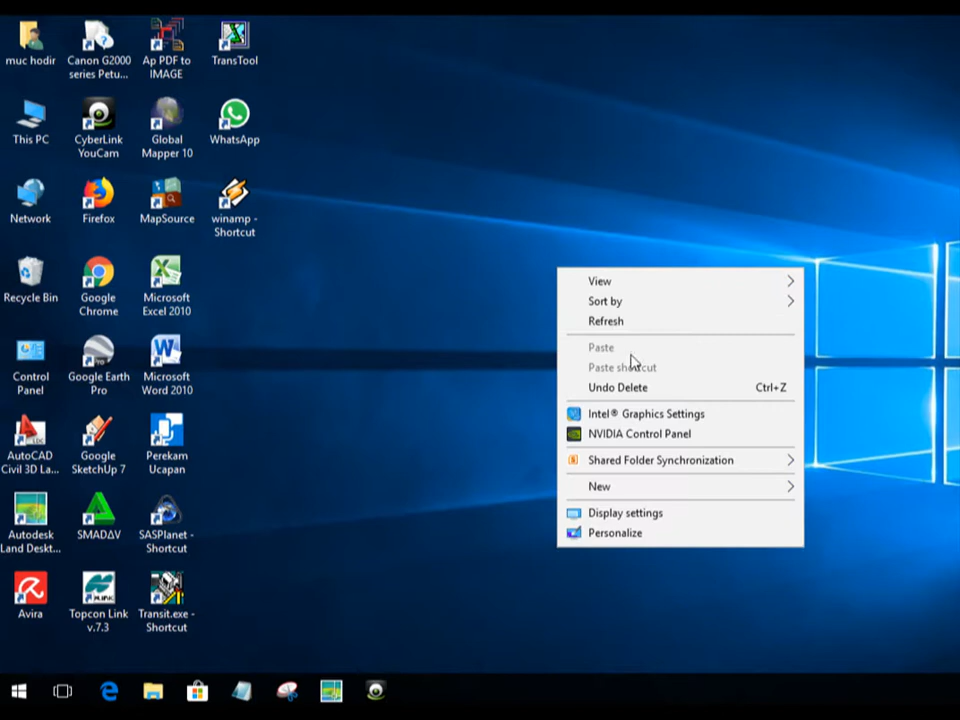 muc hodir
Canon G2000
series Petu...
Ap PDF to
IMAGE
TransTool
This PC
CyberLink
YouCam
Global
Mapper 10
WhatsApp
Network
Firefox
MapSource
winamp -
Shortcut
Recycle Bin
Google
Chrome
Microsoft
Excel 2010
Control
Panel
Google Earth
Pro
Microsoft
Word 2010
AutoCAD
Civil 3D La...
Google
SketchUp 7
Perekam
Ucapan
Autodesk
Land Deskt...
SMADΔV
SASPlanet -
Shortcut
Avira
Topcon Link
v.7.3
Transit.exe -
Shortcut
View
Sort by
Refresh
Paste
Paste shortcut
Undo Delete Ctrl+Z
Intel® Graphics Settings
NVIDIA Control Panel
Shared Folder Synchronization
New
Display settings
Personalize